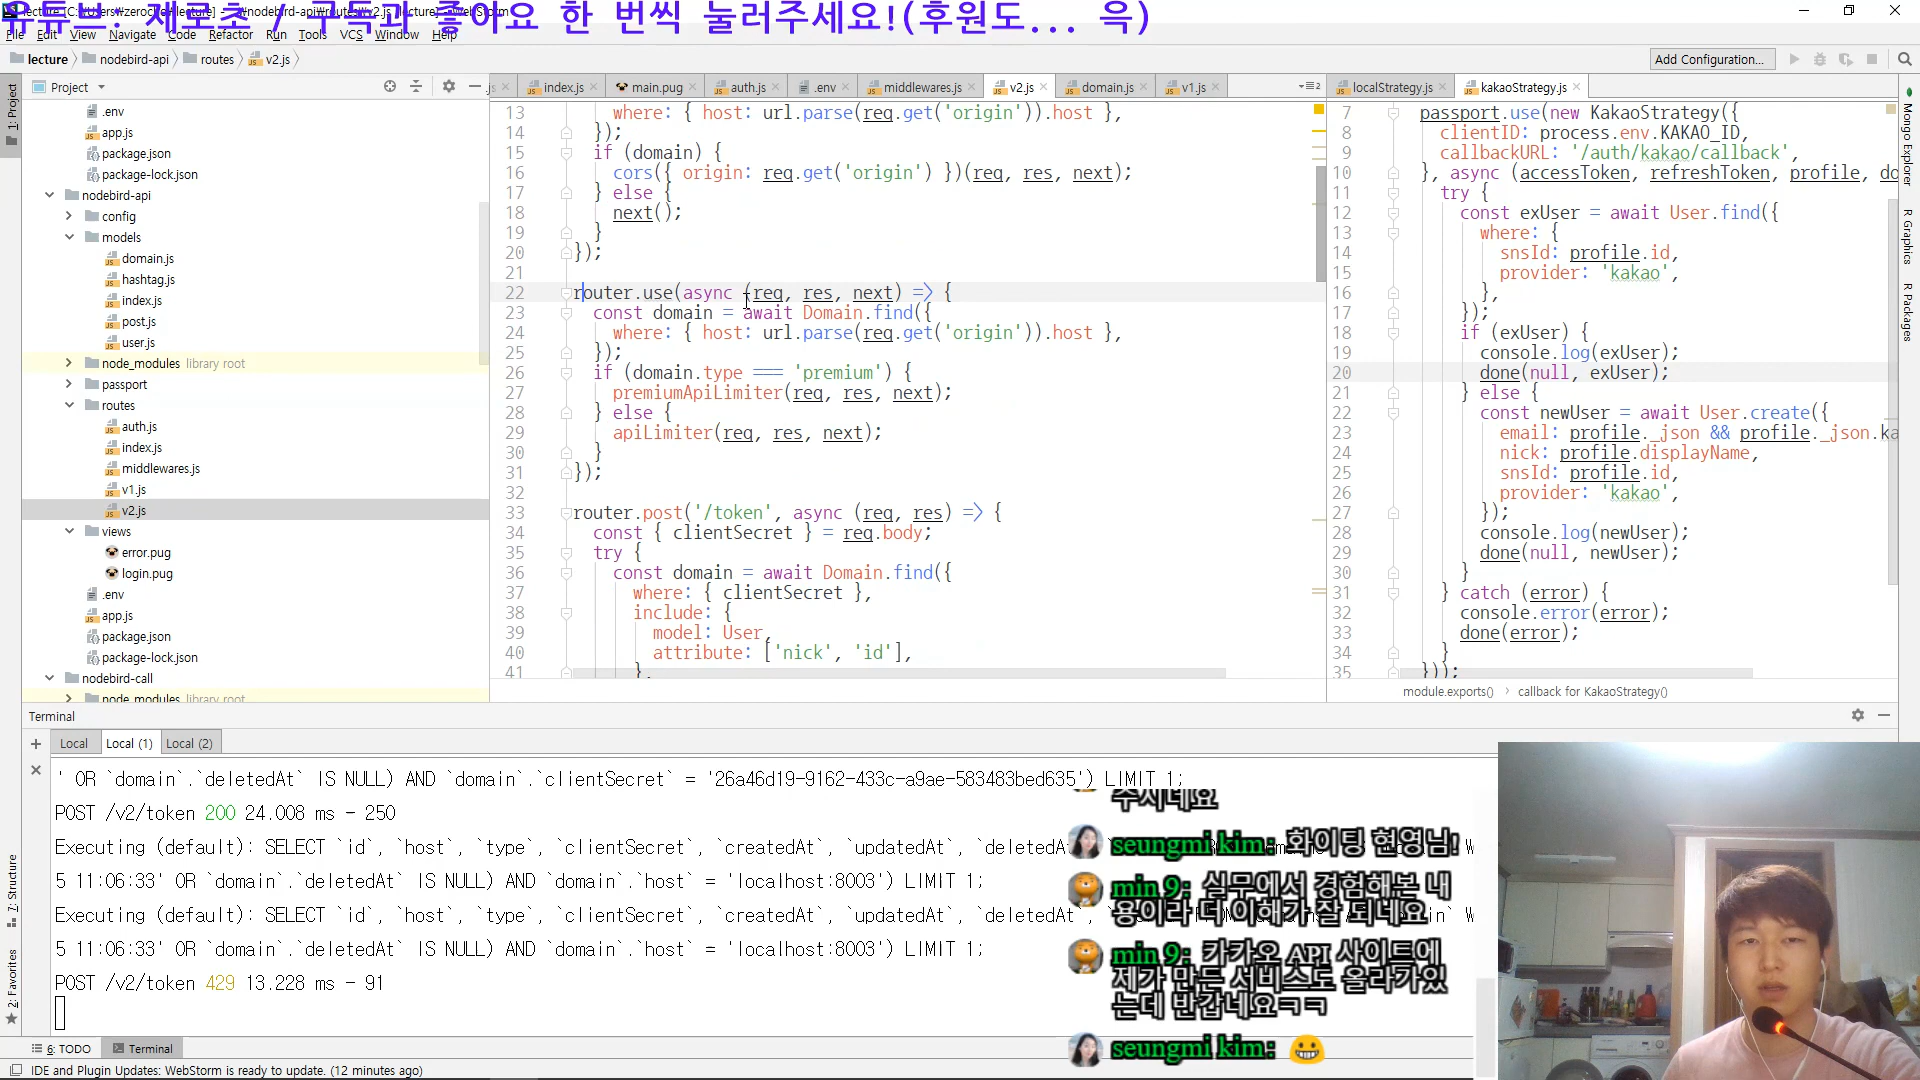 유튜브: 제로초 / 구독과 좋아요 한 번씩 눌러주세요!(후원도... 윽)
File Edit View Navigate Code Refactor Run Tools VCS Window Help
lecture nodebird-api routes v2.js
Add Configuration...
Project
index.js main.pug auth.js .env middlewares.js v2.js domain.js v1.js
localStrategy.js kakaoStrategy.js
1: Project
.env
app.js
package.json
package-lock.json
nodebird-api
config
models
domain.js
hashtag.js
index.js
post.js
user.js
node_modules library root
passport
routes
auth.js
index.js
middlewares.js
v1.js
v2.js
views
error.pug
login.pug
.env
app.js
package.json
package-lock.json
nodebird-call
node_modules library root
13 where: { host: url.parse(req.get('origin')).host },
14 });
15 if (domain) {
16 cors({ origin: req.get('origin') })(req, res, next);
17 } else {
18 next();
19 }
20 });
21
22 router.use(async (req, res, next) => {
23 const domain = await Domain.find({
24 where: { host: url.parse(req.get('origin')).host },
25 });
26 if (domain.type === 'premium') {
27 premiumApiLimiter(req, res, next);
28 } else {
29 apiLimiter(req, res, next);
30 }
31 });
32
33 router.post('/token', async (req, res) => {
34 const { clientSecret } = req.body;
35 try {
36 const domain = await Domain.find({
37 where: { clientSecret },
38 include: {
39 model: User,
40 attribute: ['nick', 'id'],
41 },
7 passport.use(new KakaoStrategy({
8 clientID: process.env.KAKAO_ID,
9 callbackURL: '/auth/kakao/callback',
10 }, async (accessToken, refreshToken, profile, do
11 try {
12 const exUser = await User.find({
13 where: {
14 snsId: profile.id,
15 provider: 'kakao',
16 },
17 });
18 if (exUser) {
19 console.log(exUser);
20 done(null, exUser);
21 } else {
22 const newUser = await User.create({
23 email: profile._json && profile._json.ka
24 nick: profile.displayName,
25 snsId: profile.id,
26 provider: 'kakao',
27 });
28 console.log(newUser);
29 done(null, newUser);
30 }
31 } catch (error) {
32 console.error(error);
33 done(error);
34 }
35 }));
module.exports() callback for KakaoStrategy()
Mongo Explorer
R Graphics
R Packages
Terminal
Local Local (1) Local (2)
' OR `domain`.`deletedAt` IS NULL) AND `domain`.`clientSecret` = '26a46d19-9162-433c-a9ae-583483bed635') LIMIT 1;
POST /v2/token 200 24.008 ms - 250
Executing (default): SELECT `id`, `host`, `type`, `clientSecret`, `createdAt`, `updatedAt`, `deletedAt
5 11:06:33' OR `domain`.`deletedAt` IS NULL) AND `domain`.`host` = 'localhost:8003') LIMIT 1;
Executing (default): SELECT `id`, `host`, `type`, `clientSecret`, `createdAt`, `updatedAt`, `deletedAt`,
5 11:06:33' OR `domain`.`deletedAt` IS NULL) AND `domain`.`host` = 'localhost:8003') LIMIT 1;
POST /v2/token 429 13.228 ms - 91
주시네요
seungmi kim: 화이팅 현영님!
min 9: 실무에서 경험해본 내
용이라 더 이해가 잘 되네요
min 9: 카카오 API 사이트에
제가 만든 서비스도 올라가있
는데 반갑네요ㅋㅋ
seungmi kim:
7: Structure
2: Favorites
6: TODO Terminal
IDE and Plugin Updates: WebStorm is ready to update. (12 minutes ago)